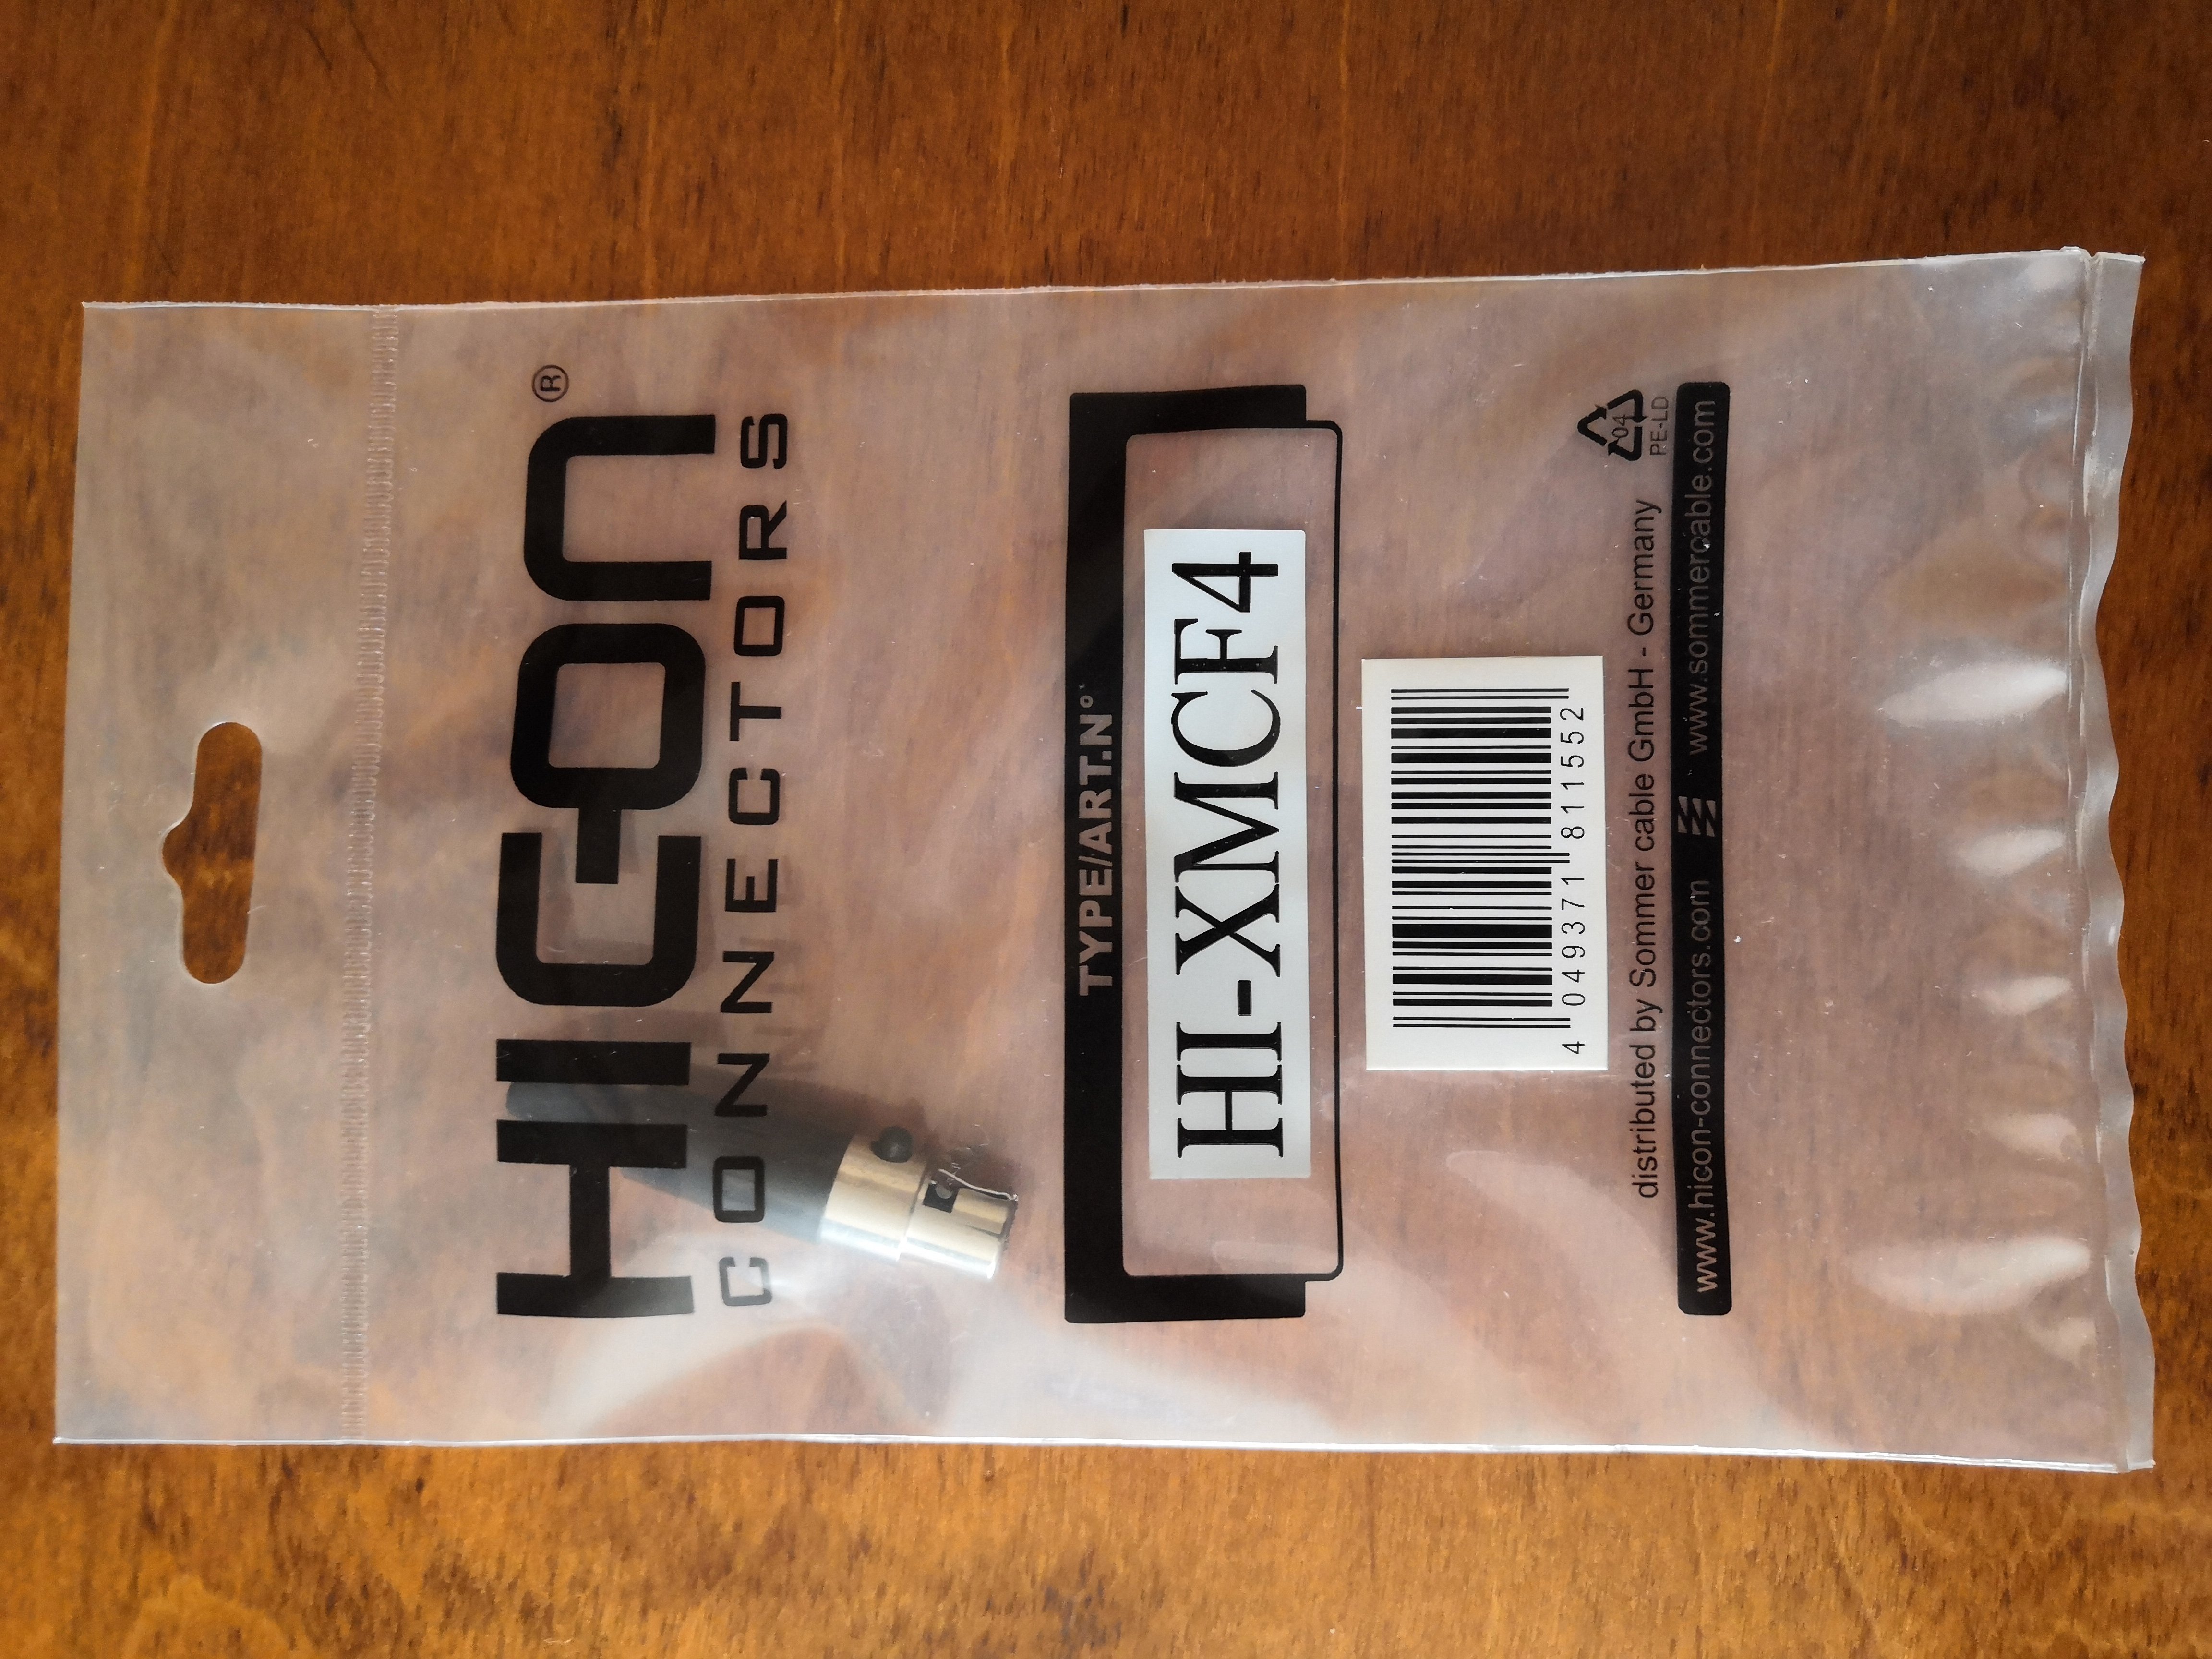 HICON®
CONNECTORS
TYPE/ART.N°
HI-XMCF4
4 049371 811552
04
PE-LD
distributed by Sommer cable GmbH - Germany
www.hicon-connectors.com www.sommercable.com